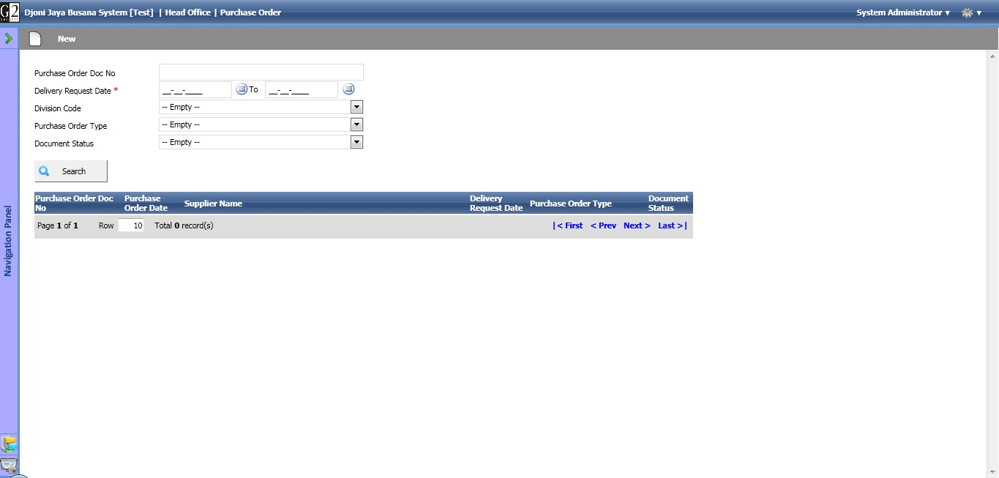 G2
Djoni Jaya Busana System [Test] | Head Office | Purchase Order
System Administrator ▼ ▼
New
Purchase Order Doc No
Delivery Request Date * __-__-____ To __-__-____
Division Code -- Empty --
Purchase Order Type -- Empty --
Document Status -- Empty --
Search
Purchase Order Doc No Purchase Order Date Supplier Name Delivery Request Date Purchase Order Type Document Status
Page 1 of 1 Row 10 Total 0 record(s) |< First < Prev Next > Last >|
Navigation Panel